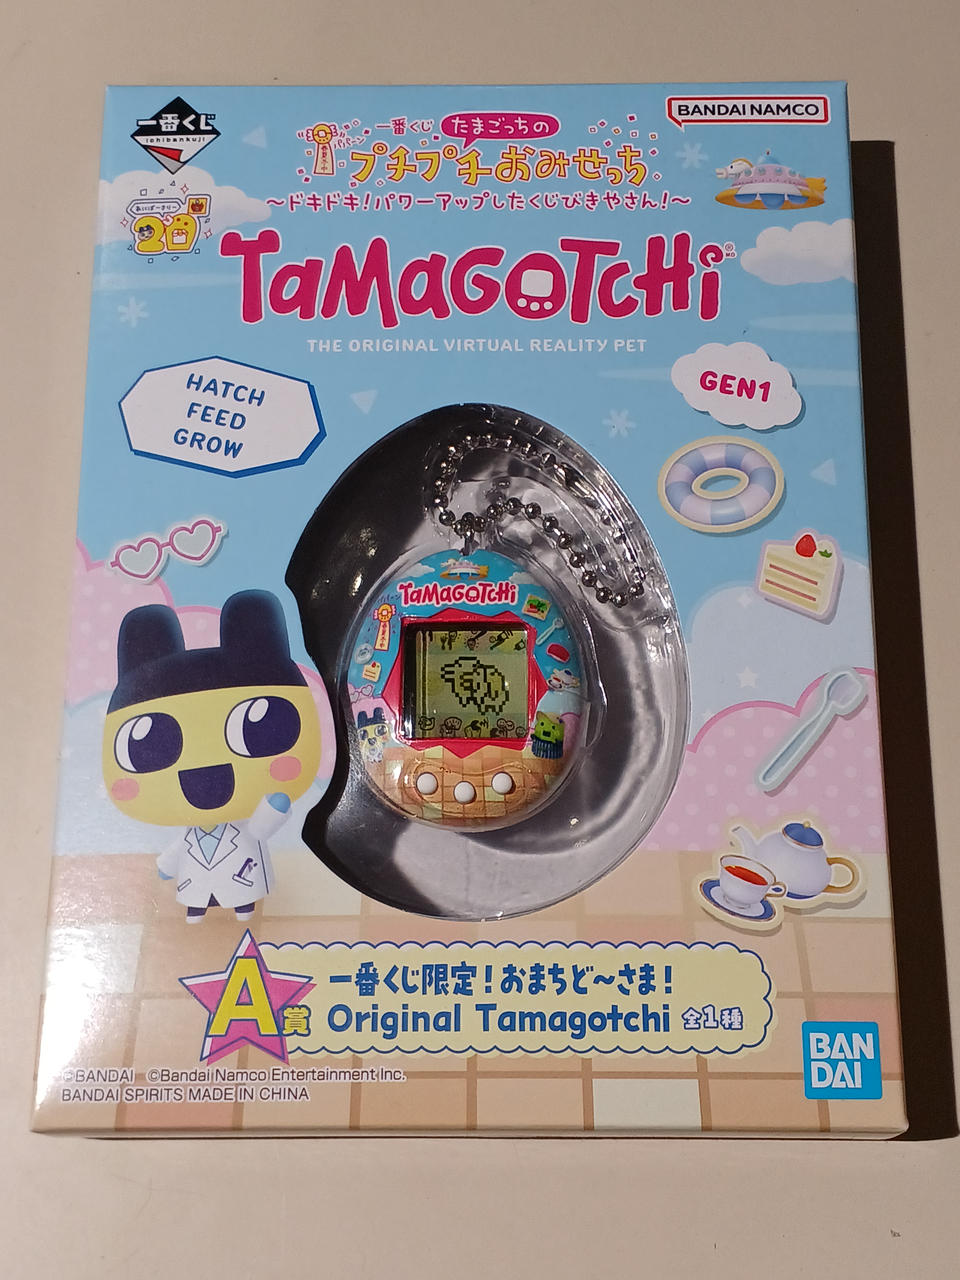 一番くじ
ichibankuji
BANDAI NAMCO
一番くじ たまごっちの
プチプチおみせっち
～ドキドキ!パワーアップしたくじびきやさん!～
20
TAMAGOTCHI
THE ORIGINAL VIRTUAL REALITY PET
HATCH
FEED
GROW
GEN1
TAMAGOTCHI
A賞
一番くじ限定!おまちど～さま!
Original Tamagotchi 全1種
©BANDAI ©Bandai Namco Entertainment Inc.
BANDAI SPIRITS MADE IN CHINA
BAN
DAI